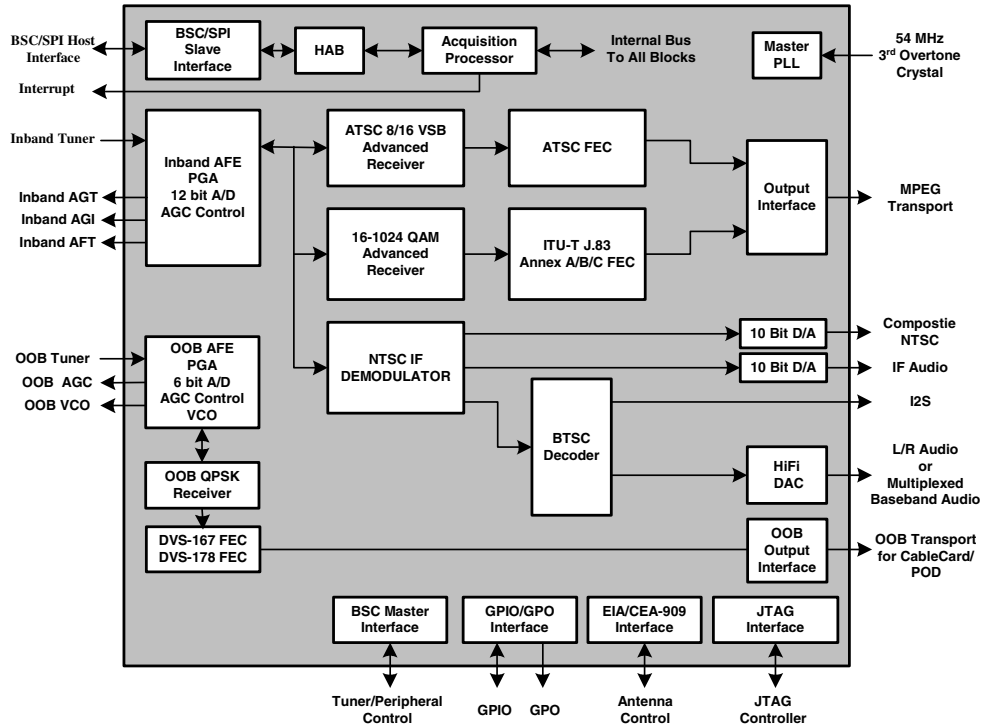 BSC/SPI Host
Interface
BSC/SPI
Slave
Interface
HAB
Acquisition
Processor
Internal Bus
To All Blocks
Master
PLL
54 MHz
3rd Overtone
Crystal
Interrupt
Inband Tuner
Inband AGT
Inband AGI
Inband AFT
Inband AFE
PGA
12 bit A/D
AGC Control
ATSC 8/16 VSB
Advanced
Receiver
ATSC FEC
16-1024 QAM
Advanced
Receiver
ITU-T J.83
Annex A/B/C FEC
Output
Interface
MPEG
Transport
OOB Tuner
OOB AGC
OOB VCO
OOB AFE
PGA
6 bit A/D
AGC Control
VCO
NTSC IF
DEMODULATOR
10 Bit D/A
Compostie
NTSC
10 Bit D/A
IF Audio
I2S
BTSC
Decoder
HiFi
DAC
L/R Audio
or
Multiplexed
Baseband Audio
OOB QPSK
Receiver
DVS-167 FEC
DVS-178 FEC
OOB
Output
Interface
OOB Transport
for CableCard/
POD
BSC Master
Interface
GPIO/GPO
Interface
EIA/CEA-909
Interface
JTAG
Interface
Tuner/Peripheral
Control
GPIO
GPO
Antenna
Control
JTAG
Controller